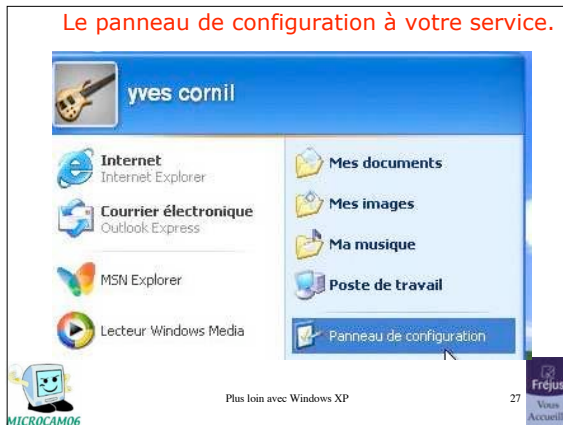 Le panneau de configuration à votre service.
yves cornil
Internet
Internet Explorer
Courrier électronique
Outlook Express
MSN Explorer
Lecteur Windows Media
Mes documents
Mes images
Ma musique
Poste de travail
Panneau de configuration
MICROCAM06
Plus loin avec Windows XP
27
Fréjus
Vous
Accueill